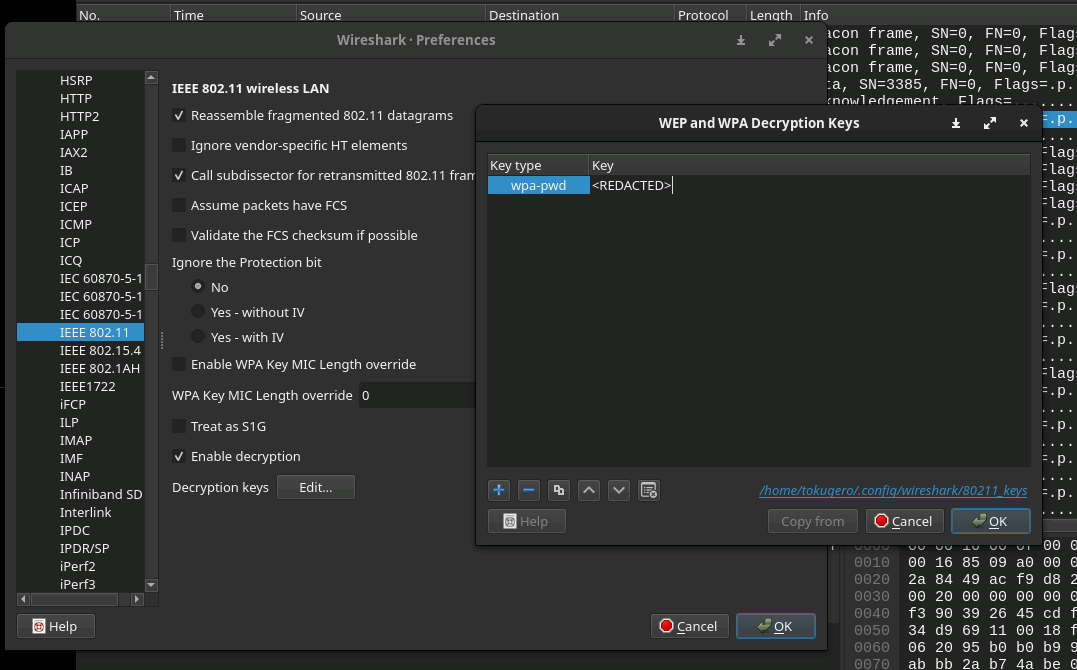 No. Time Source Destination Protocol Length Info
Wireshark · Preferences
HSRP
HTTP
HTTP2
IAPP
IAX2
IB
ICAP
ICEP
ICMP
ICP
ICQ
IEC 60870-5-1
IEC 60870-5-1
IEC 60870-5-1
IEEE 802.11
IEEE 802.15.4
IEEE 802.1AH
IEEE1722
iFCP
ILP
IMAP
IMF
INAP
Infiniband SD
Interlink
IPDC
IPDR/SP
iPerf2
iPerf3
IEEE 802.11 wireless LAN
Reassemble fragmented 802.11 datagrams
Ignore vendor-specific HT elements
Call subdissector for retransmitted 802.11 fram
Assume packets have FCS
Validate the FCS checksum if possible
Ignore the Protection bit
No
Yes - without IV
Yes - with IV
Enable WPA Key MIC Length override
WPA Key MIC Length override 0
Treat as S1G
Enable decryption
Decryption keys Edit...
Help Cancel OK
acon frame, SN=0, FN=0, Flags
acon frame, SN=0, FN=0, Flag
acon frame, SN=0, FN=0, Flag
ta, SN=3385, FN=0, Flags=.p.
knowledgement, Flags=....
WEP and WPA Decryption Keys
Key type Key
wpa-pwd <REDACTED>
/home/tokugero/.config/wireshark/80211_keys
Help Copy from Cancel OK
0010 00 16 85 09 a0 00 0
0020 2a 84 49 ac f9 d8 2
0030 00 20 00 00 00 00 0
0040 f3 90 39 26 45 cd f
0050 34 d9 69 11 00 18 f
0060 06 20 95 b0 b0 b9 9
0070 ab bb 2a b7 4a be 0